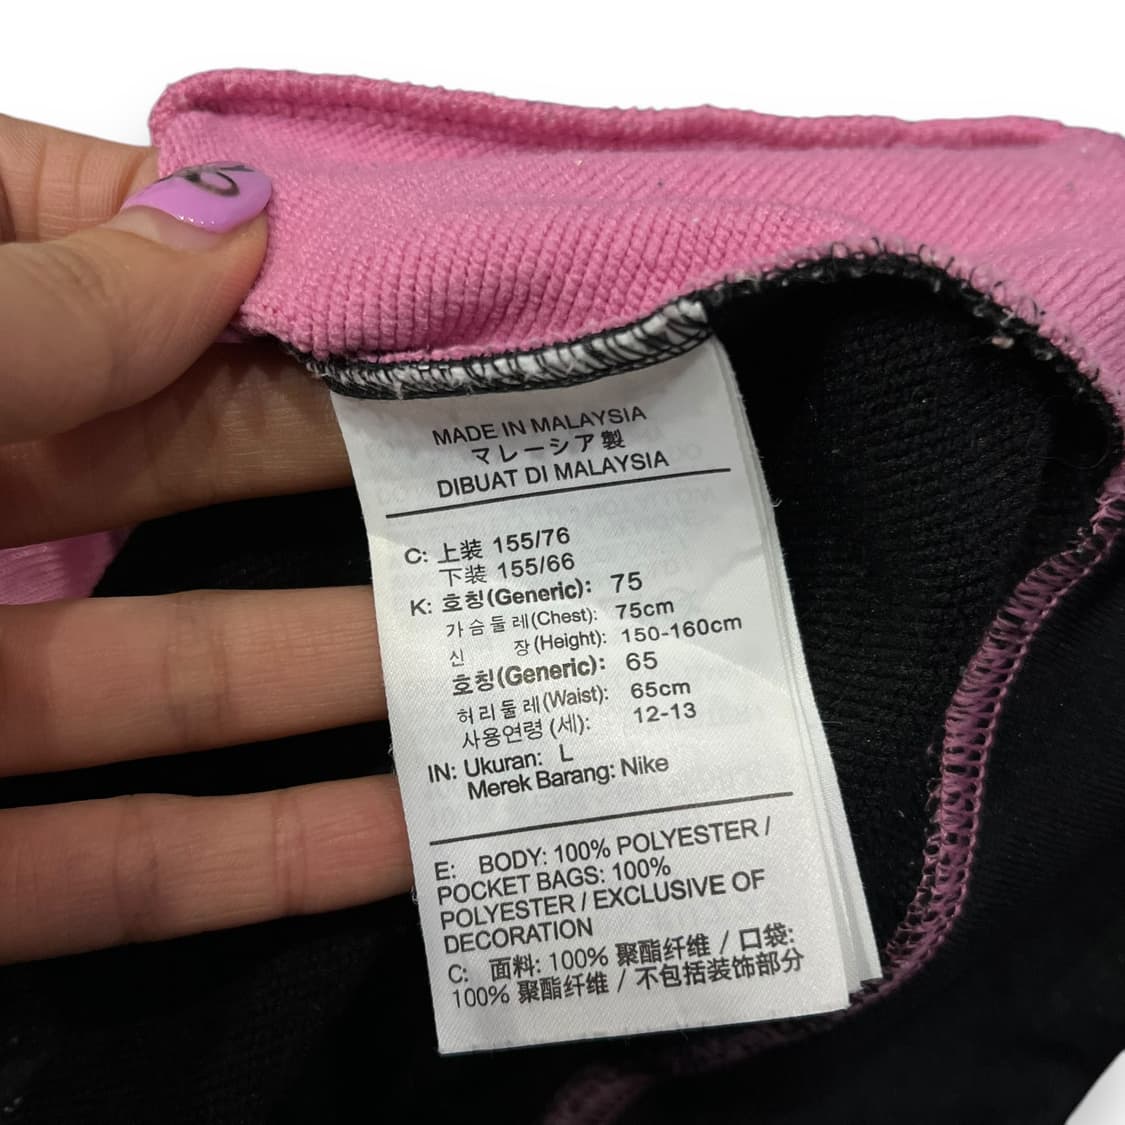 MADE IN MALAYSIA
マレーシア製
DIBUAT DI MALAYSIA
C: 上装 155/76
下装 155/66
K: 호칭(Generic): 75
가슴둘레(Chest): 75cm
신 장(Height): 150-160cm
호칭(Generic): 65
허리둘레(Waist): 65cm
사용연령 (세): 12-13
IN: Ukuran: L
Merek Barang: Nike
E: BODY: 100% POLYESTER /
POCKET BAGS: 100%
POLYESTER / EXCLUSIVE OF
DECORATION
C: 面料: 100% 聚酯纤维 / 口袋:
100% 聚酯纤维 / 不包括装饰部分